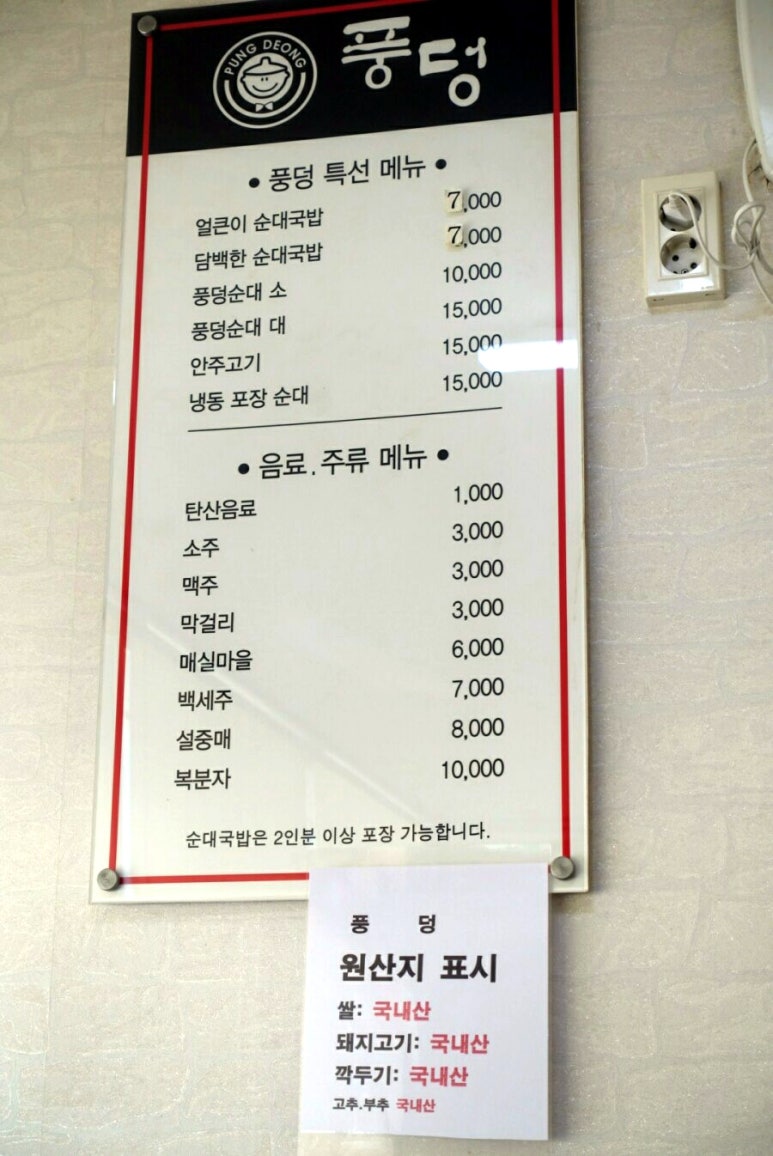 PUNG DEONG
풍덩
• 풍덩 특선 메뉴 •
얼큰이 순대국밥 7,000
담백한 순대국밥 7,000
풍덩순대 소 10,000
풍덩순대 대 15,000
안주고기 15,000
냉동 포장 순대 15,000
• 음료.주류 메뉴 •
탄산음료 1,000
소주 3,000
맥주 3,000
막걸리 3,000
매실마을 6,000
백세주 7,000
설중매 8,000
복분자 10,000
순대국밥은 2인분 이상 포장 가능합니다.
풍 덩
원산지 표시
쌀: 국내산
돼지고기: 국내산
깍두기: 국내산
고추.부추 국내산